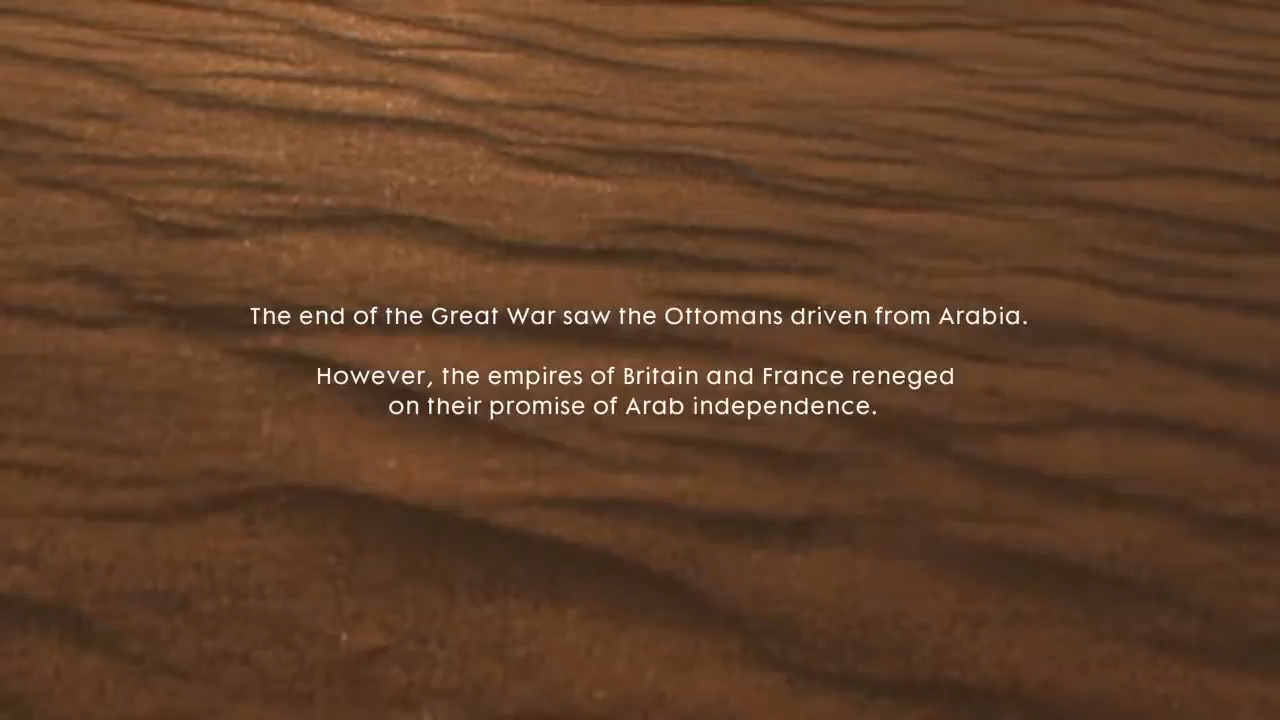 The end of the Great War saw the Ottomans driven from Arabia.
However, the empires of Britain and France reneged
on their promise of Arab independence.